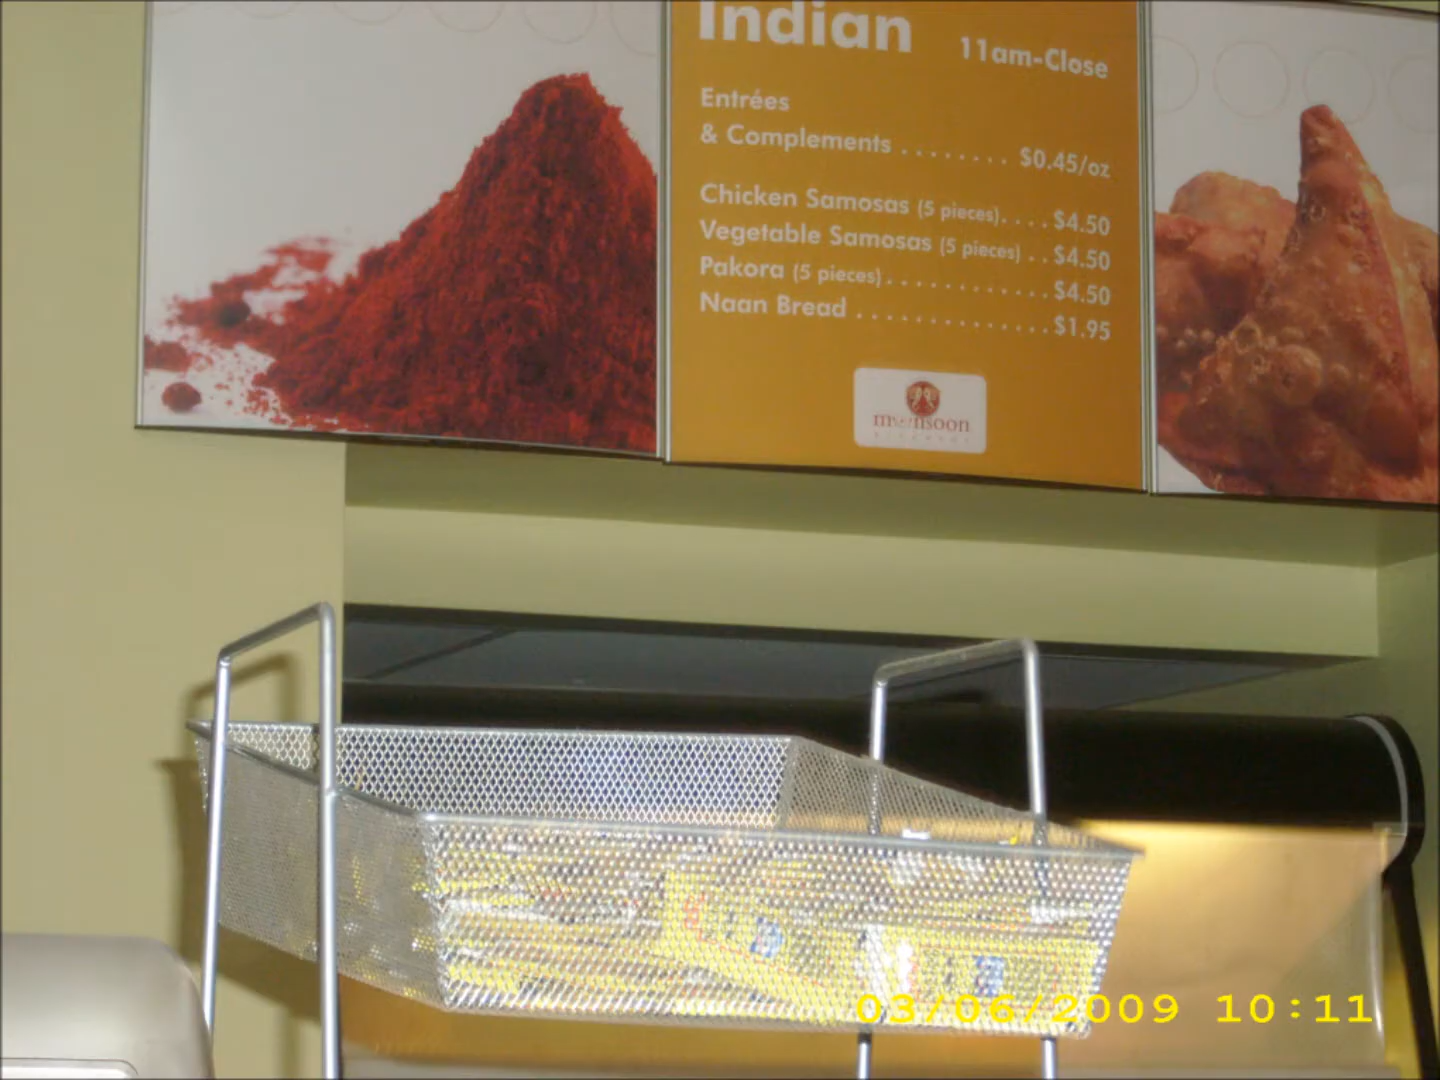 Indian 11am-Close
Entrées
& Complements ........ $0.45/oz
Chicken Samosas (5 pieces).... $4.50
Vegetable Samosas (5 pieces) .. $4.50
Pakora (5 pieces)............ $4.50
Naan Bread .............. $1.95
monsoon
03/06/2009 10:11